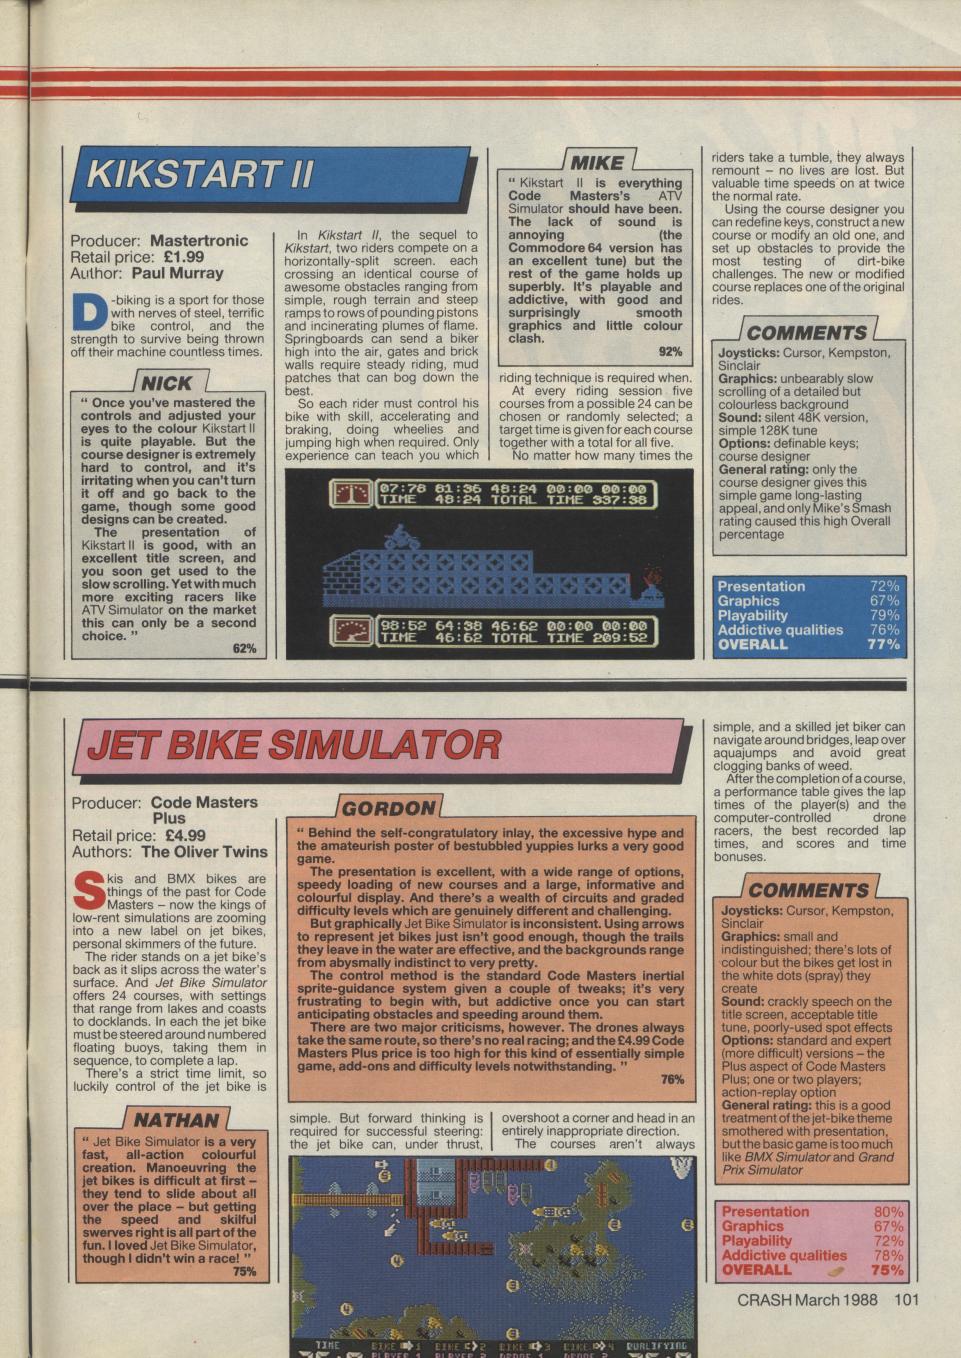 KIKSTART II
Producer: Mastertronic
Retail price: £1.99
Author: Paul Murray
D-biking is a sport for those
with nerves of steel, terrific
bike control, and the
strength to survive being thrown
off their machine countless times.
NICK
“ Once you've mastered the
controls and adjusted your
eyes to the colour Kikstart II
is quite playable. But the
course designer is extremely
hard to control, and it's
irritating when you can't turn
it off and go back to the
game, though some good
designs can be created.
The presentation of
Kikstart II is good, with an
excellent title screen, and
you soon get used to the
slow scrolling. Yet with much
more exciting racers like
ATV Simulator on the market
this can only be a second
choice. ”
62%
In Kikstart II, the sequel to
Kikstart, two riders compete on a
horizontally-split screen. each
crossing an identical course of
awesome obstacles ranging from
simple, rough terrain and steep
ramps to rows of pounding pistons
and incinerating plumes of flame.
Springboards can send a biker
high into the air, gates and brick
walls require steady riding, mud
patches that can bog down the
best.
So each rider must control his
bike with skill, accelerating and
braking, doing wheelies and
jumping high when required. Only
experience can teach you which
MIKE
“ Kikstart II is everything
Code Masters's ATV
Simulator should have been.
The lack of sound is
annoying (the
Commodore 64 version has
an excellent tune) but the
rest of the game holds up
superbly. It's playable and
addictive, with good and
surprisingly smooth
graphics and little colour
clash.
92%
riding technique is required when.
At every riding session five
courses from a possible 24 can be
chosen or randomly selected; a
target time is given for each course
together with a total for all five.
No matter how many times the
07:78 81:36 48:24 00:00 00:00
TIME 48:24 TOTAL TIME 337:38
98:52 64:38 46:62 00:00 00:00
TIME 46:62 TOTAL TIME 209:52
riders take a tumble, they always
remount – no lives are lost. But
valuable time speeds on at twice
the normal rate.
Using the course designer you
can redefine keys, construct a new
course or modify an old one, and
set up obstacles to provide the
most testing of dirt-bike
challenges. The new or modified
course replaces one of the original
rides.
COMMENTS
Joysticks: Cursor, Kempston,
Sinclair
Graphics: unbearably slow
scrolling of a detailed but
colourless background
Sound: silent 48K version,
simple 128K tune
Options: definable keys;
course designer
General rating: only the
course designer gives this
simple game long-lasting
appeal, and only Mike's Smash
rating caused this high Overall
percentage
Presentation 72%
Graphics 67%
Playability 79%
Addictive qualities 76%
OVERALL 77%
JET BIKE SIMULATOR
Producer: Code Masters
Plus
Retail price: £4.99
Authors: The Oliver Twins
Skis and BMX bikes are
things of the past for Code
Masters – now the kings of
low-rent simulations are zooming
into a new label on jet bikes,
personal skimmers of the future.
The rider stands on a jet bike's
back as it slips across the water's
surface. And Jet Bike Simulator
offers 24 courses, with settings
that range from lakes and coasts
to docklands. In each the jet bike
must be steered around numbered
floating buoys, taking them in
sequence, to complete a lap.
There's a strict time limit, so
luckily control of the jet bike is
NATHAN
“ Jet Bike Simulator is a very
fast, all-action colourful
creation. Manoeuvring the
jet bikes is difficult at first –
they tend to slide about all
over the place – but getting
the speed and skilful
swerves right is all part of the
fun. I loved Jet Bike Simulator,
though I didn't win a race! ”
75%
GORDON
“ Behind the self-congratulatory inlay, the excessive hype and
the amateurish poster of bestubbled yuppies lurks a very good
game.
The presentation is excellent, with a wide range of options,
speedy loading of new courses and a large, informative and
colourful display. And there's a wealth of circuits and graded
difficulty levels which are genuinely different and challenging.
But graphically Jet Bike Simulator is inconsistent. Using arrows
to represent jet bikes just isn't good enough, though the trails
they leave in the water are effective, and the backgrounds range
from abysmally indistinct to very pretty.
The control method is the standard Code Masters inertial
sprite-guidance system given a couple of tweaks; it's very
frustrating to begin with, but addictive once you can start
anticipating obstacles and speeding around them.
There are two major criticisms, however. The drones always
take the same route, so there's no real racing; and the £4.99 Code
Masters Plus price is too high for this kind of essentially simple
game, add-ons and difficulty levels notwithstanding. ”
76%
simple. But forward thinking is
required for successful steering:
the jet bike can, under thrust,
overshoot a corner and head in an
entirely inappropriate direction.
The courses aren't always
TIME BIKE 1 BIKE 2 BIKE 3 BIKE 4 QUALIFYING
PLAYER 1 PLAYER 2 DRONE 1 DRONE 2
simple, and a skilled jet biker can
navigate around bridges, leap over
aquajumps and avoid great
clogging banks of weed.
After the completion of a course,
a performance table gives the lap
times of the player(s) and the
computer-controlled drone
racers, the best recorded lap
times, and scores and time
bonuses.
COMMENTS
Joysticks: Cursor, Kempston,
Sinclair
Graphics: small and
indistinguished; there's lots of
colour but the bikes get lost in
the white dots (spray) they
create
Sound: crackly speech on the
title screen, acceptable title
tune, poorly-used spot effects
Options: standard and expert
(more difficult) versions – the
Plus aspect of Code Masters
Plus; one or two players;
action-replay option
General rating: this is a good
treatment of the jet-bike theme
smothered with presentation,
but the basic game is too much
like BMX Simulator and Grand
Prix Simulator
Presentation 80%
Graphics 67%
Playability 72%
Addictive qualities 78%
OVERALL 75%
CRASH March 1988 101